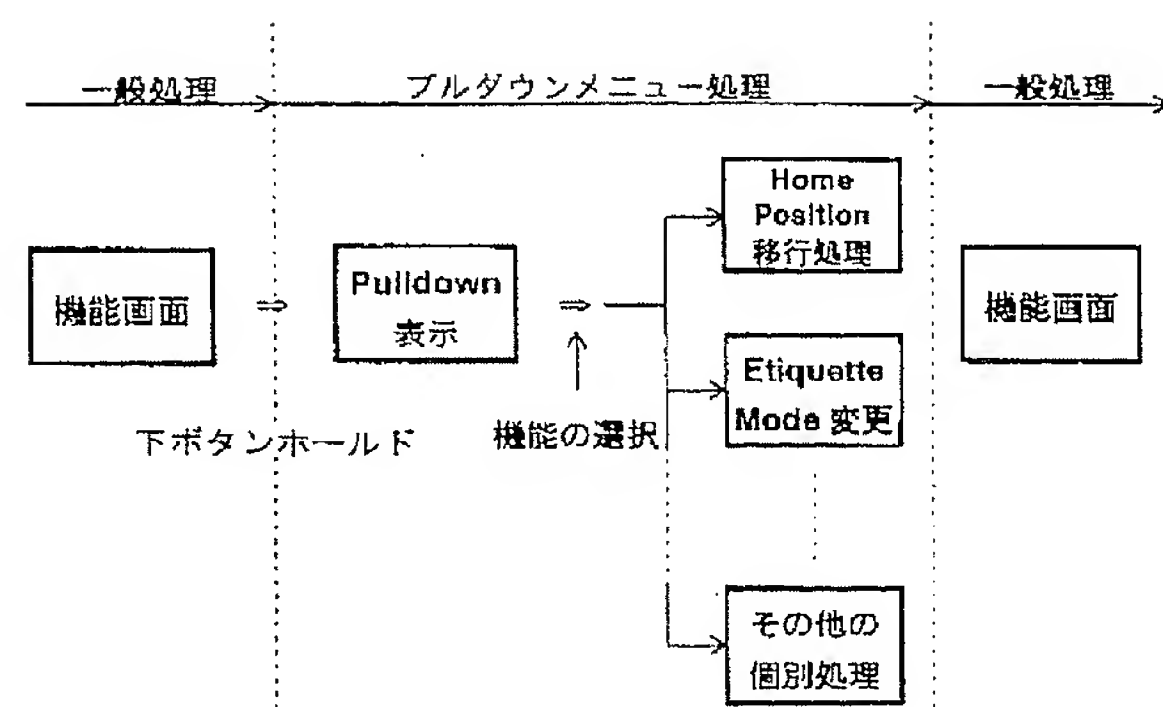 一般処理
プルダウンメニュー処理
一般処理
機能画面
⇒
Pulldown
表示
⇒
Home
Position
移行処理
Etiquette
Mode 変更
その他の
個別処理
機能画面
下ボタンホールド
機能の選択